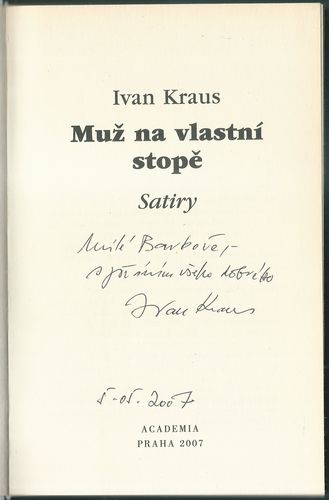 Ivan Kraus
Muž na vlastní
stopě
Satiry
Milé Barboře,
s přáním všeho dobrého
Ivan Kraus
5.05.2007
ACADEMIA
PRAHA 2007